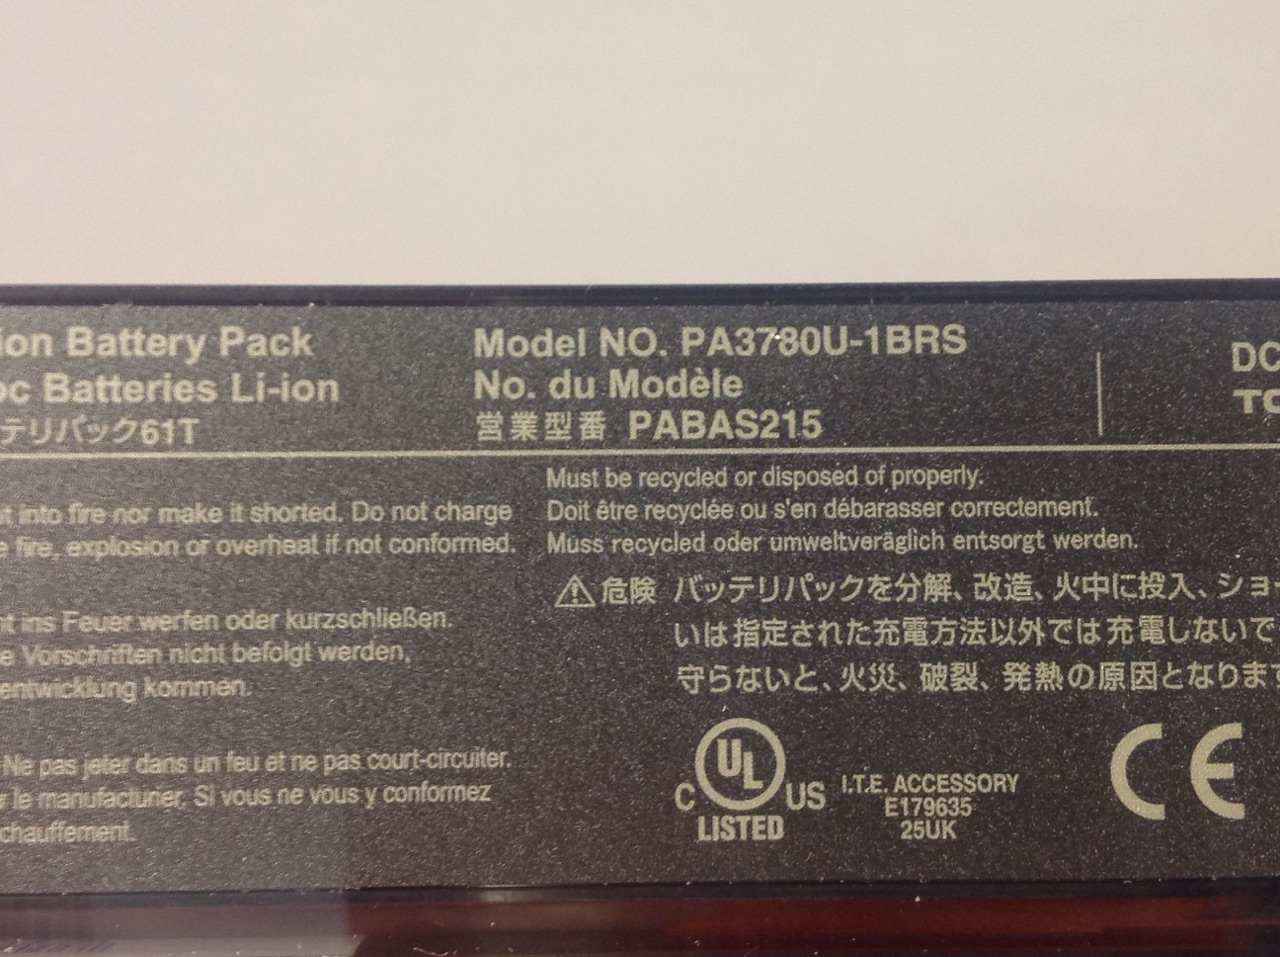 ion Battery Pack
oc Batteries Li-ion
テリパック61T
Model NO. PA3780U-1BRS
No. du Modèle
営業型番 PABAS215
DC
TO
into fire nor make it shorted. Do not charge
fire, explosion or overheat if not conformed.
ins Feuer werfen oder kurzschließen.
Vorschriften nicht befolgt werden,
entwicklung kommen.
Ne pas jeter dans un feu et ne pas court-circuiter.
le manufacturier. Si vous ne vous y conformez
chauffement.
Must be recycled or disposed of properly.
Doit être recyclée ou s'en débarasser correctement.
Muss recycled oder umweltveräglich entsorgt werden.
危険 バッテリパックを分解、改造、火中に投入、ショ
いは指定された充電方法以外では充電しないで
守らないと、火災、破裂、発熱の原因となります
C UL US
LISTED
I.T.E. ACCESSORY
E179635
25UK
CE